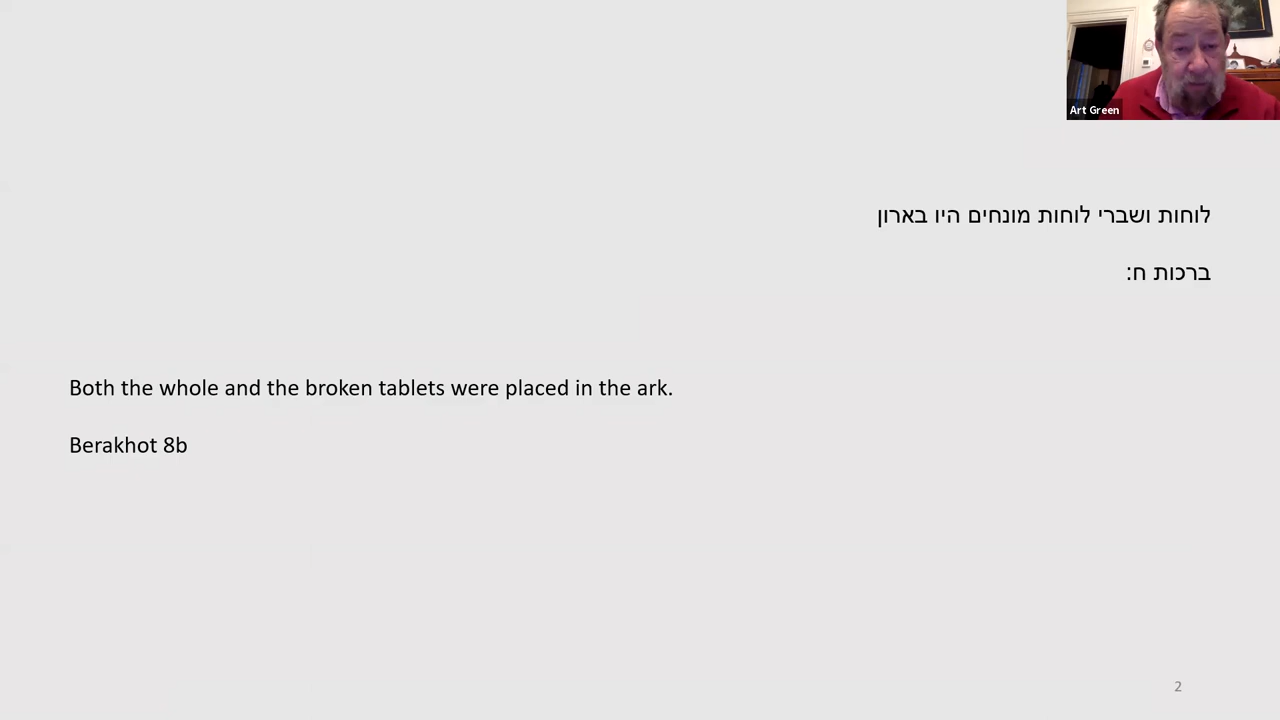 Art Green
לוחות ושברי לוחות מונחים היו בארון
ברכות ח:
Both the whole and the broken tablets were placed in the ark.
Berakhot 8b
2